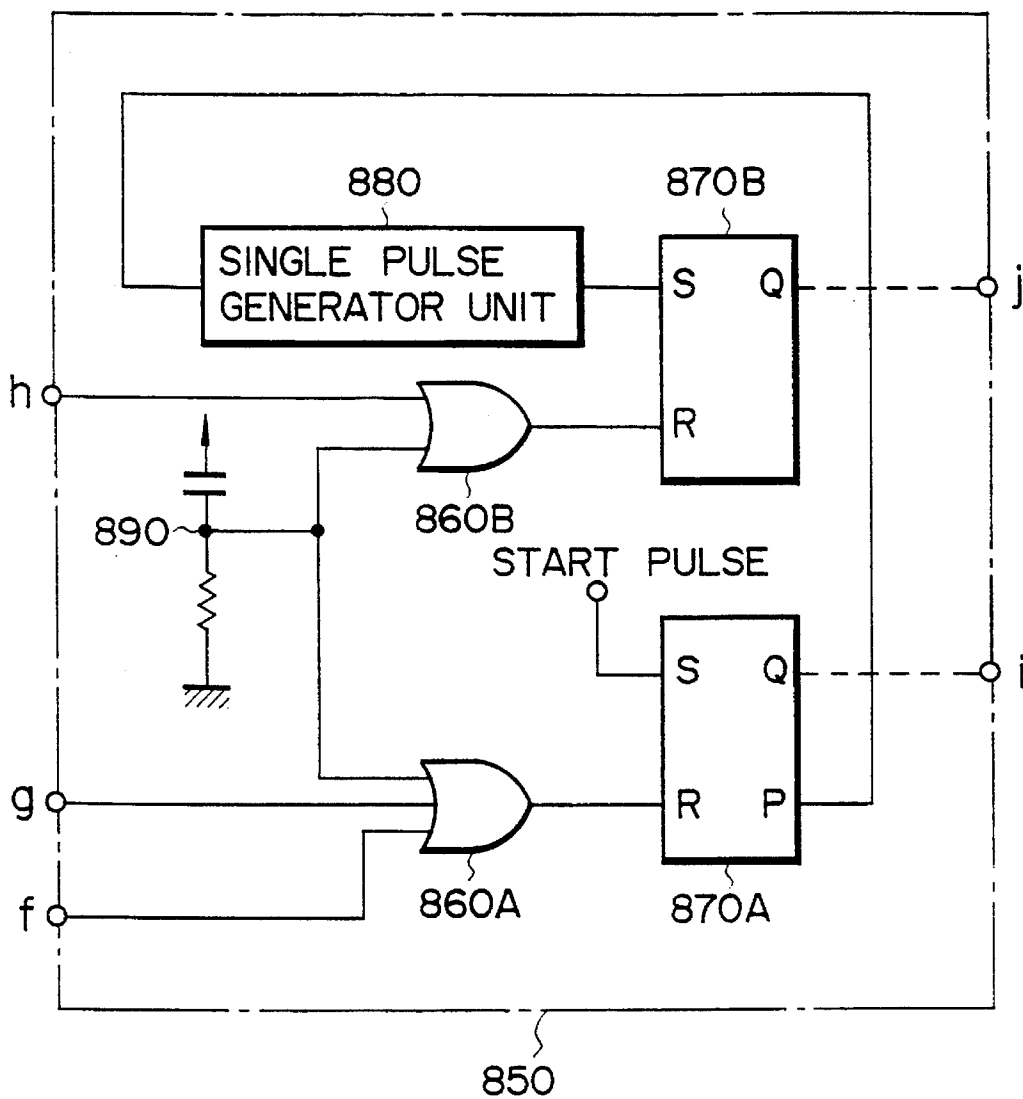 880
870B
SINGLE PULSE
GENERATOR UNIT
S Q
j
h
R
860B
890
START PULSE
S Q
i
g
R P
860A
870A
f
850